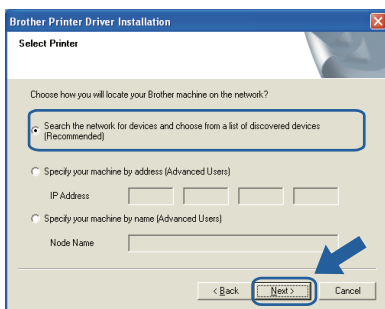 Brother Printer Driver Installation
Select Printer
Choose how you will locate your Brother machine on the network?
Search the network for devices and choose from a list of discovered devices
(Recommended)
Specify your machine by address (Advanced Users)
IP Address
Specify your machine by name (Advanced Users)
Node Name
< Back
Next >
Cancel